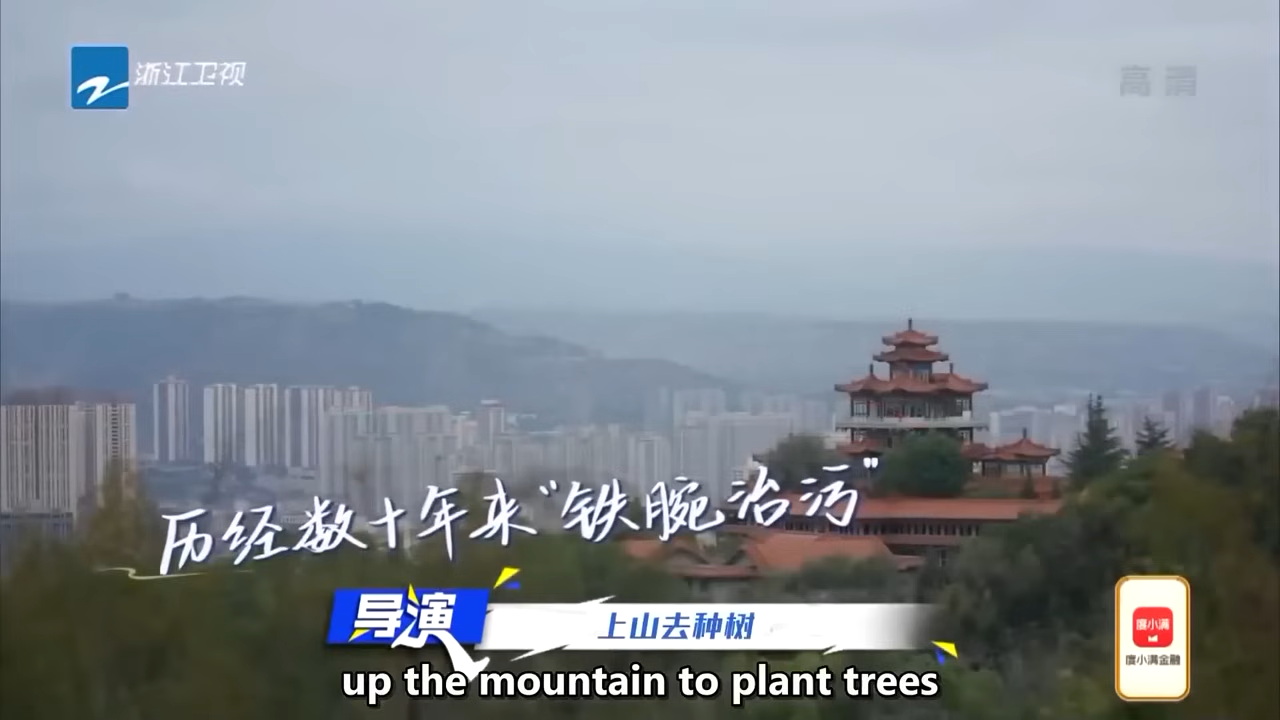 浙江卫视
高清
历经数十年来“铁腕治污”
导演
上山去种树
up the mountain to plant trees
度小满
度小满金融